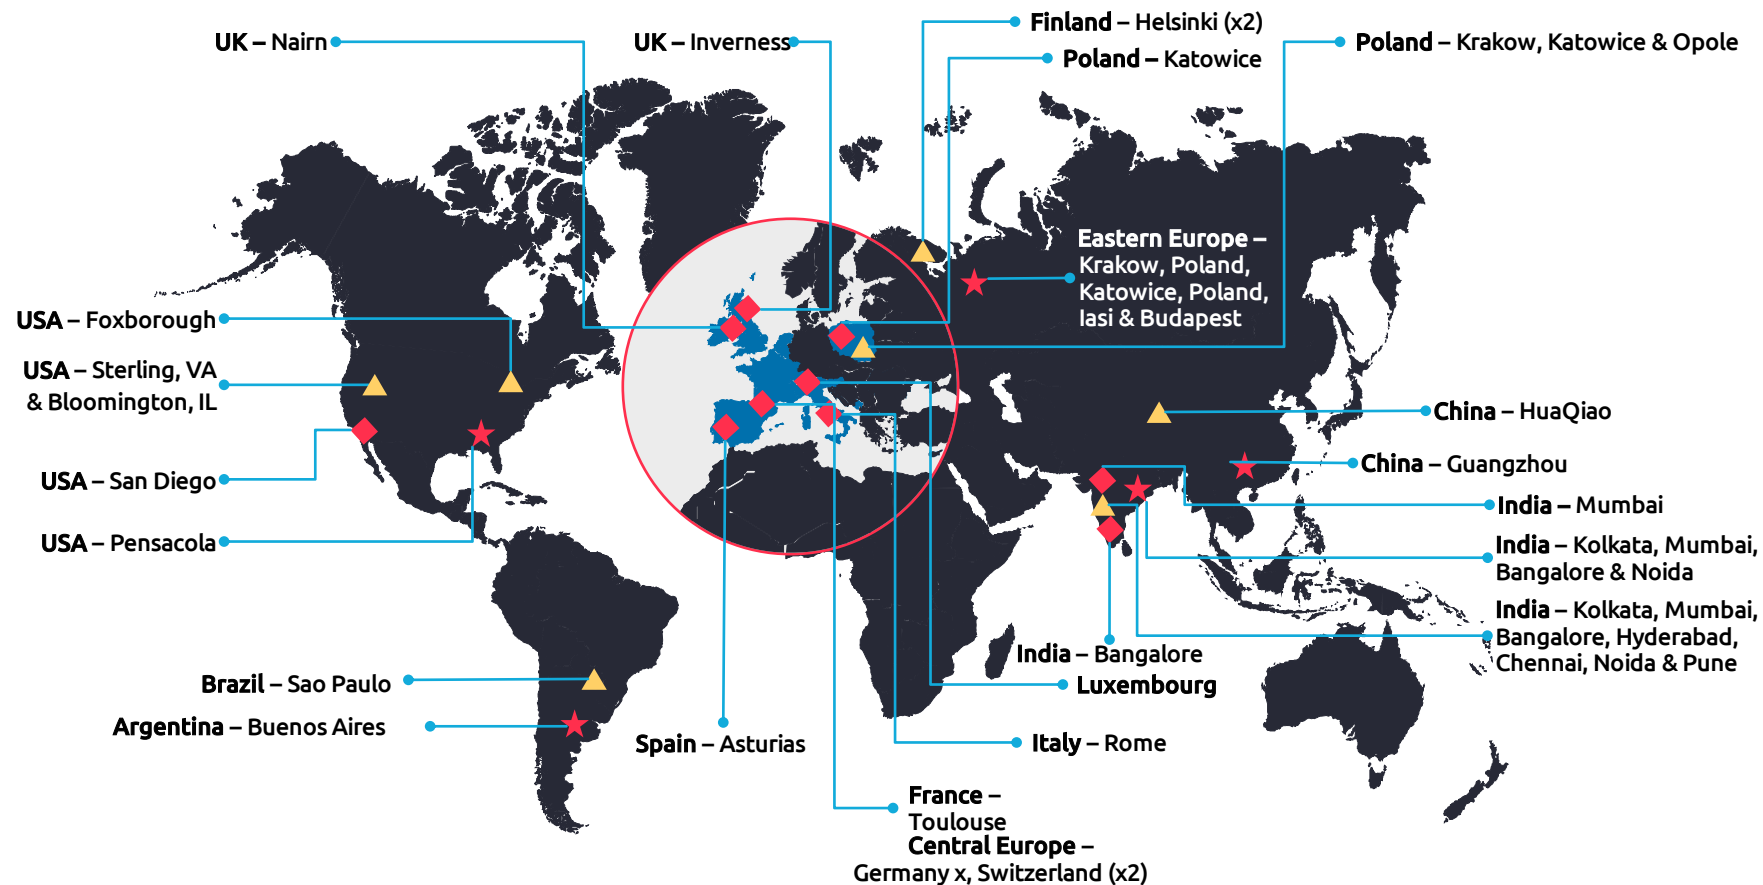 Finland – Helsinki (x2)
UK – Nairn
UK – Inverness
Poland – Krakow, Katowice & Opole
Poland – Katowice
Eastern Europe –
Krakow, Poland,
Katowice, Poland,
Iasi & Budapest
USA – Foxborough
USA – Sterling, VA
& Bloomington, IL
China – HuaQiao
China – Guangzhou
USA – San Diego
India – Mumbai
USA – Pensacola
India – Kolkata, Mumbai,
Bangalore & Noida
India – Kolkata, Mumbai,
Bangalore, Hyderabad,
Chennai, Noida & Pune
India – Bangalore
Luxembourg
Brazil – Sao Paulo
Argentina – Buenos Aires
Spain – Asturias
Italy – Rome
France –
Toulouse
Central Europe –
Germany x, Switzerland (x2)